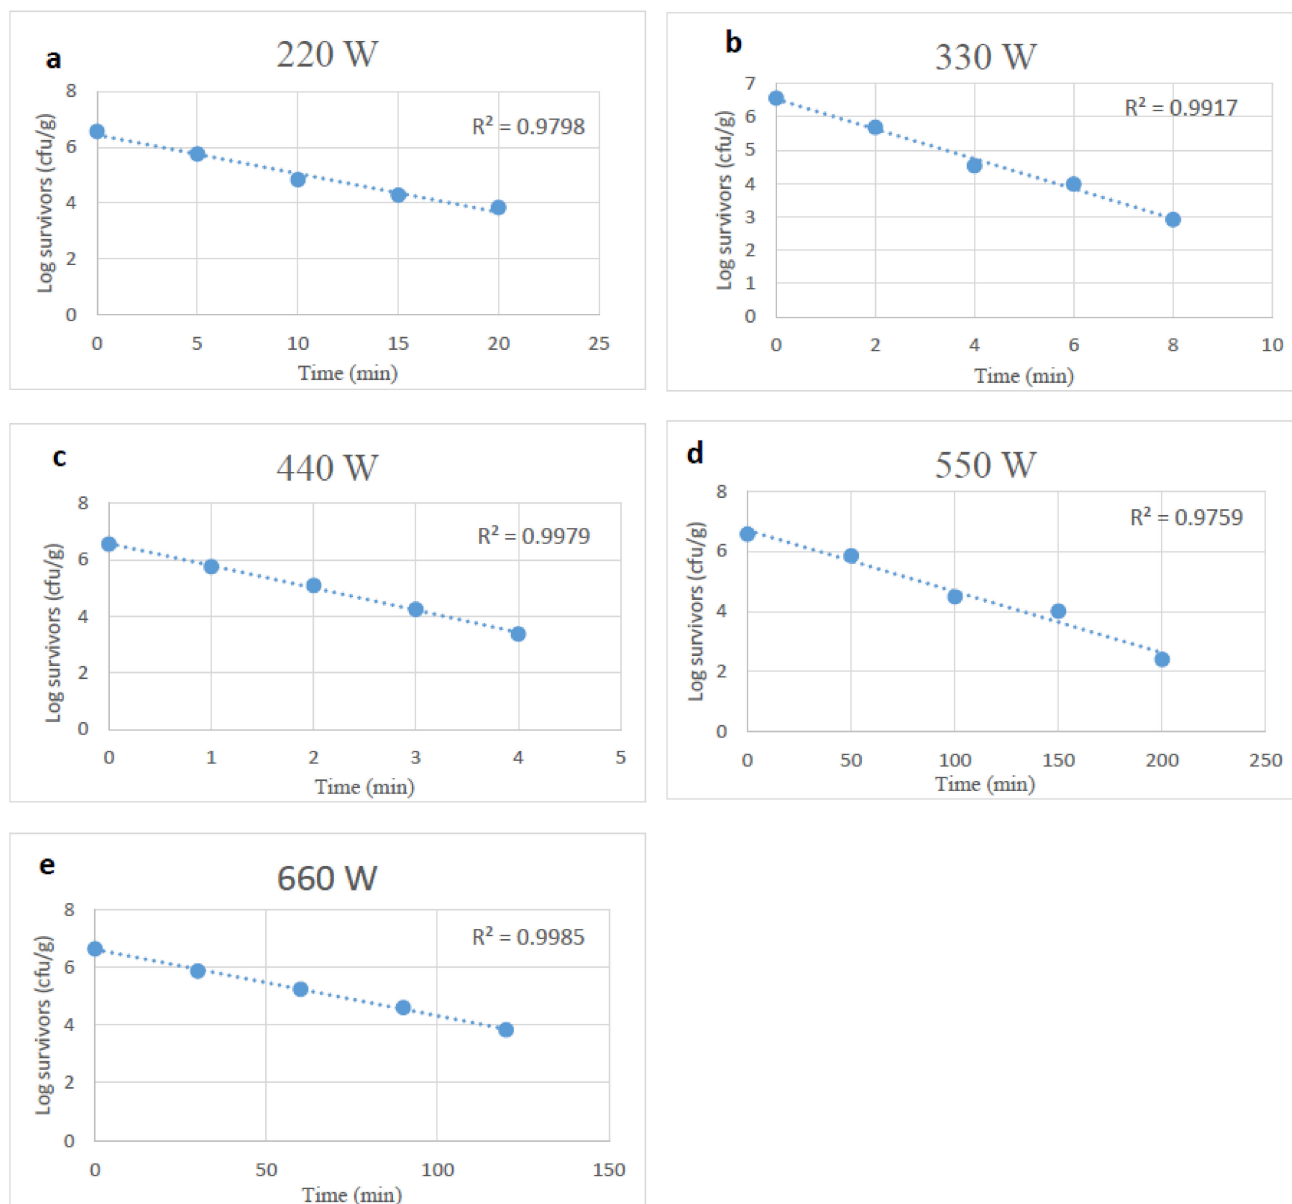 a
220 W
R² = 0.9798
Log survivors (cfu/g)
8
6
4
2
0
0 5 10 15 20 25
Time (min)
b
330 W
R² = 0.9917
Log survivors (cfu/g)
7
6
5
4
3
2
1
0
0 2 4 6 8 10
Time (min)
c
440 W
R² = 0.9979
Log survivors (cfu/g)
8
6
4
2
0
0 1 2 3 4 5
Time (min)
d
550 W
R² = 0.9759
Log survivors (cfu/g)
8
6
4
2
0
0 50 100 150 200 250
Time (min)
e
660 W
R² = 0.9985
Log survivors (cfu/g)
8
6
4
2
0
0 50 100 150
Time (min)